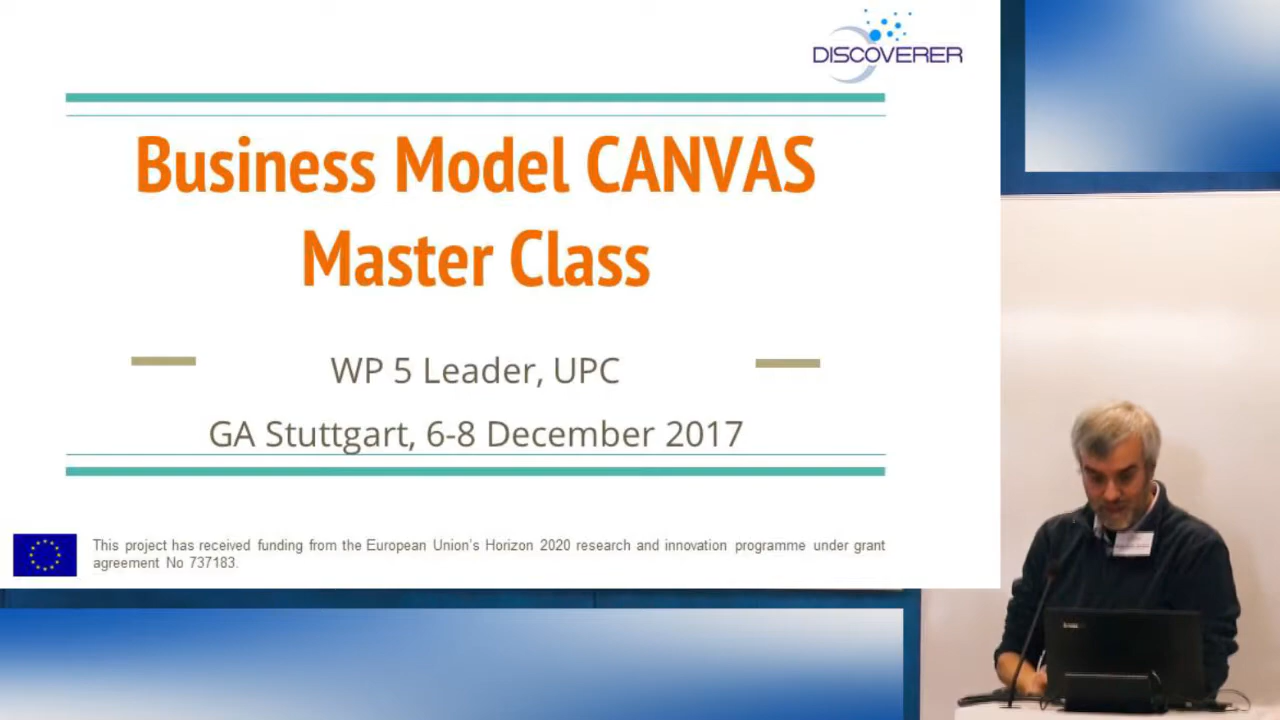 DISCOVERER
Business Model CANVAS
Master Class
WP 5 Leader, UPC
GA Stuttgart, 6-8 December 2017
This project has received funding from the European Union's Horizon 2020 research and innovation programme under grant
agreement No 737183.